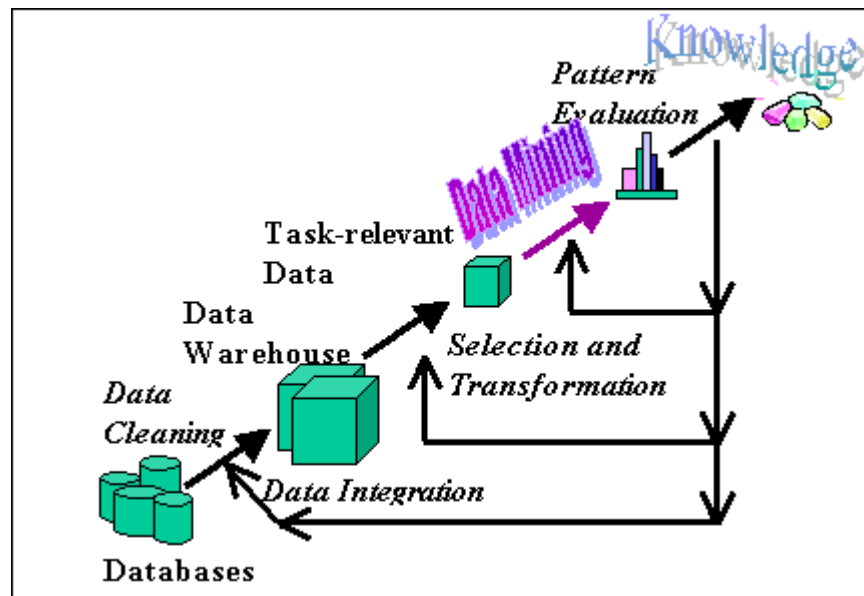 Knowledge
Pattern
Evaluation
Data Mining
Task-relevant
Data
Data
Warehouse
Selection and
Transformation
Data
Cleaning
Data Integration
Databases